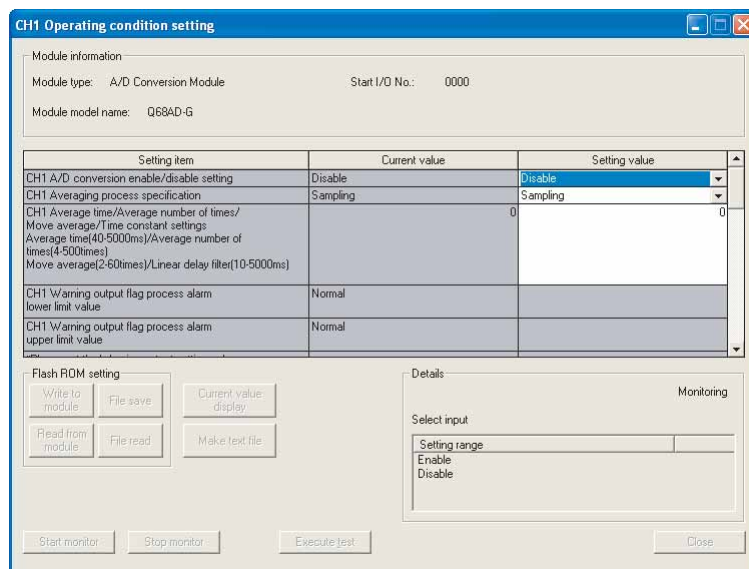 CH1 Operating condition setting
Module information
Module type: A/D Conversion Module Start I/O No.: 0000
Module model name: Q68AD-G
Setting item Current value Setting value
CH1 A/D conversion enable/disable setting Disable Disable
CH1 Averaging process specification Sampling Sampling
CH1 Average time/Average number of times/ 0 0
Move average/Time constant settings
Average time(40-5000ms)/Average number of
times(4-500times)
Move average(2-60times)/Linear delay filter(10-5000ms)
CH1 Warning output flag process alarm Normal
lower limit value
CH1 Warning output flag process alarm Normal
upper limit value
Flash ROM setting
Write to
module
File save
Current value
display
Read from
module
File read
Make text file
Details
Monitoring
Select input
Setting range
Enable
Disable
Start monitor Stop monitor Execute test Close